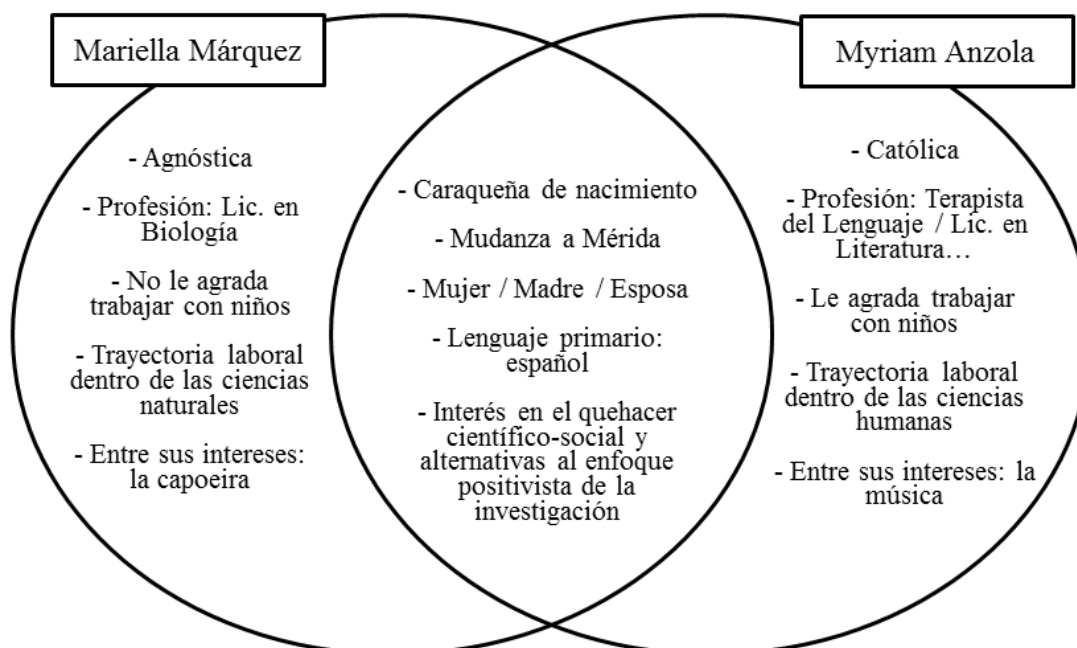 Mariella Márquez
Myriam Anzola
- Agnóstica
- Profesión: Lic. en
Biología
- No le agrada
trabajar con niños
- Trayectoria laboral
dentro de las ciencias
naturales
- Entre sus intereses:
la capoeira
- Caraqueña de nacimiento
- Mudanza a Mérida
- Mujer / Madre / Esposa
- Lenguaje primario:
español
- Interés en el quehacer
científico-social y
alternativas al enfoque
positivista de la
investigación
- Católica
- Profesión: Terapista
del Lenguaje / Lic. en
Literatura…
- Le agrada trabajar
con niños
- Trayectoria laboral
dentro de las ciencias
humanas
- Entre sus intereses: la
música